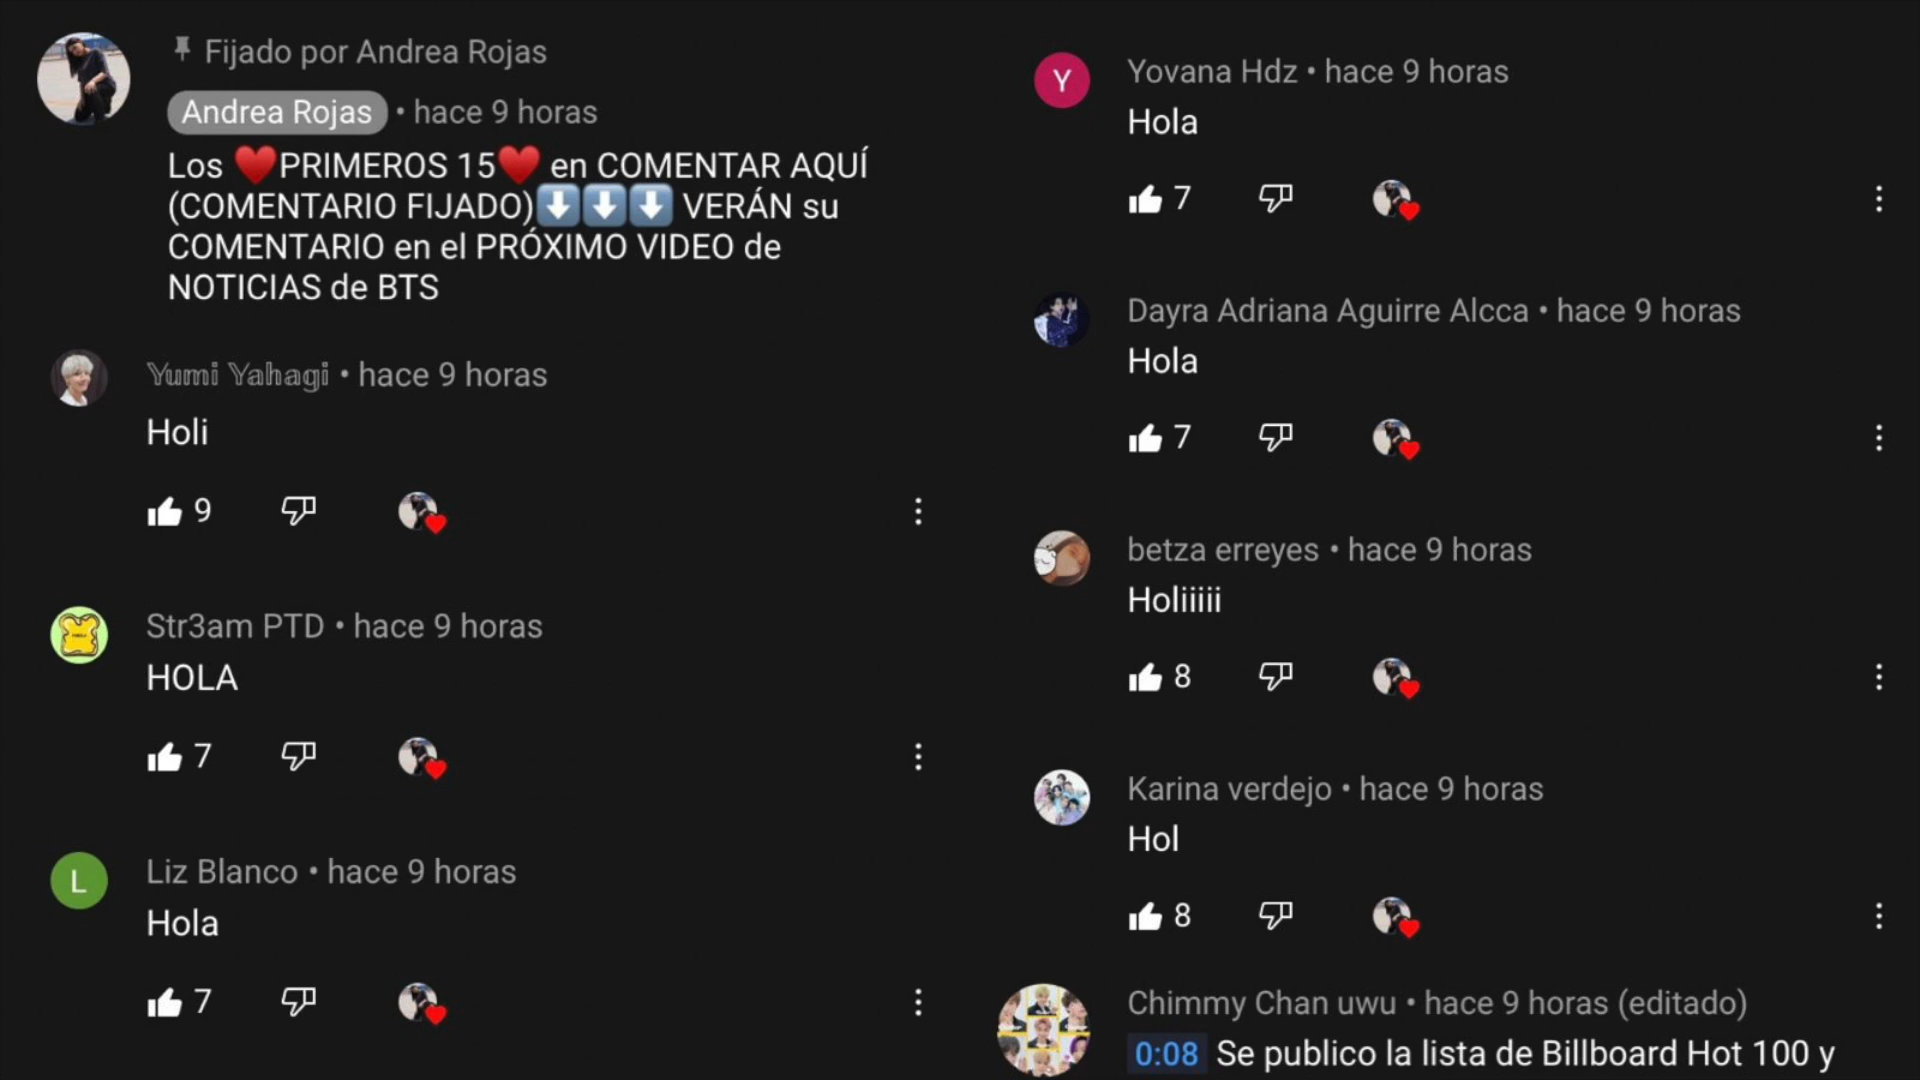 Fijado por Andrea Rojas
Andrea Rojas • hace 9 horas
Los ❤️PRIMEROS 15❤️ en COMENTAR AQUÍ
(COMENTARIO FIJADO)⬇️⬇️⬇️ VERÁN su
COMENTARIO en el PRÓXIMO VIDEO de
NOTICIAS de BTS
Yumi Yahagi • hace 9 horas
Holi
9
Str3am PTD • hace 9 horas
HOLA
7
L
Liz Blanco • hace 9 horas
Hola
7
Y
Yovana Hdz • hace 9 horas
Hola
7
Dayra Adriana Aguirre Alcca • hace 9 horas
Hola
7
betza erreyes • hace 9 horas
Holiiiii
8
Karina verdejo • hace 9 horas
Hol
8
Chimmy Chan uwu • hace 9 horas (editado)
0:08 Se publico la lista de Billboard Hot 100 y